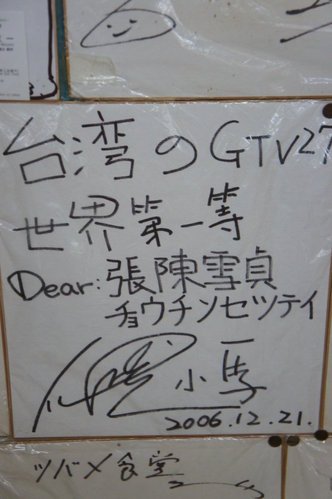 台湾のGTV27
世界第一等
Dear:張陳雪貞
チョウチンセツテイ
小馬
2006.12.21.
ツバメ食堂